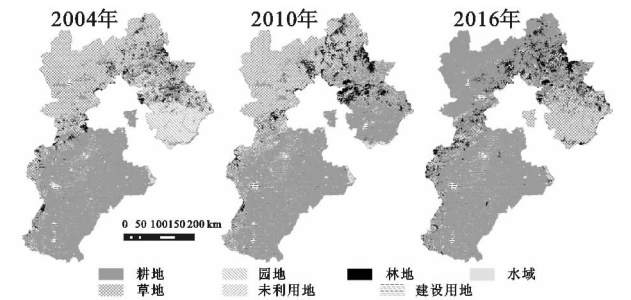 2004年 2010年 2016年
0 50 100150 200 km
耕地 园地 林地 水域
草地 未利用地 建设用地